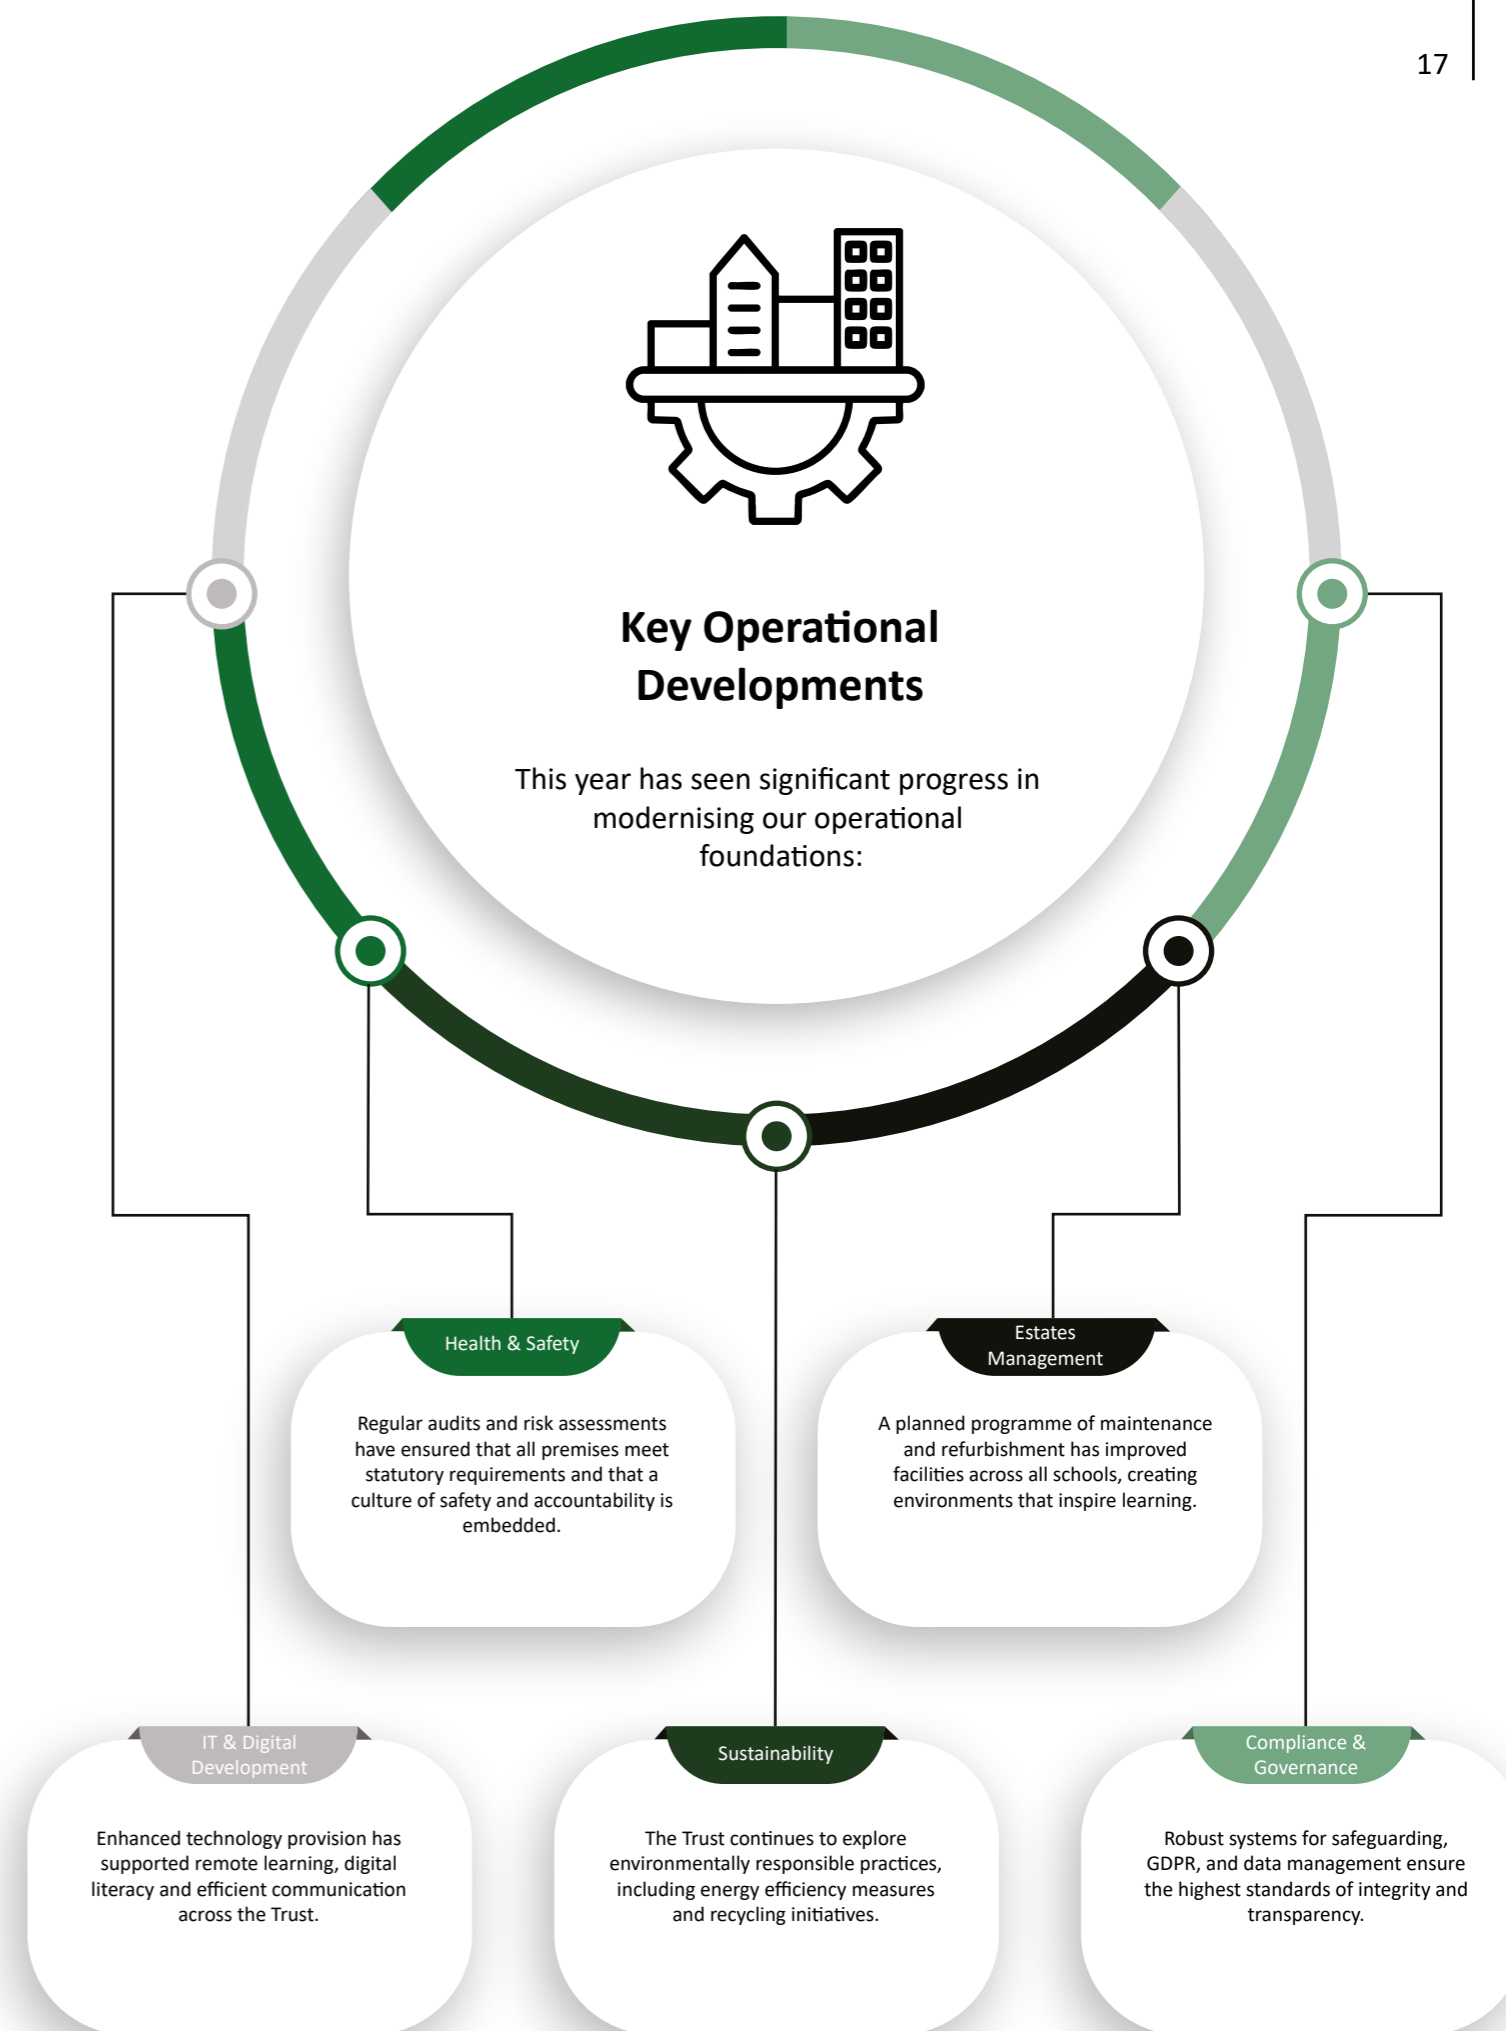 17
Key Operational
Developments
This year has seen significant progress in
modernising our operational
foundations:
Health & Safety
Regular audits and risk assessments
have ensured that all premises meet
statutory requirements and that a
culture of safety and accountability is
embedded.
Estates
Management
A planned programme of maintenance
and refurbishment has improved
facilities across all schools, creating
environments that inspire learning.
IT & Digital
Development
Enhanced technology provision has
supported remote learning, digital
literacy and efficient communication
across the Trust.
Sustainability
The Trust continues to explore
environmentally responsible practices,
including energy efficiency measures
and recycling initiatives.
Compliance &
Governance
Robust systems for safeguarding,
GDPR, and data management ensure
the highest standards of integrity and
transparency.